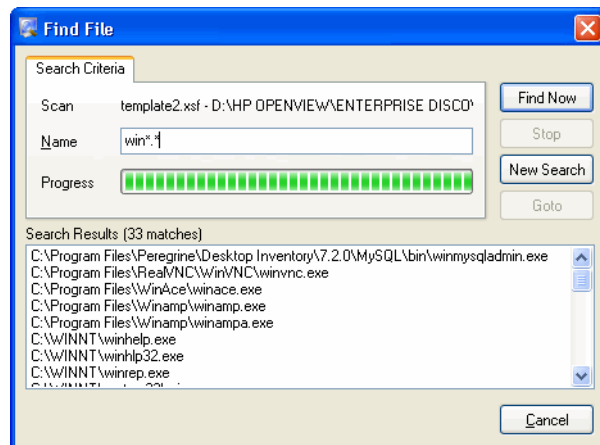 Find File
Search Criteria
Scan template2.xsf - D:\HP OPENVIEW\ENTERPRISE DISCO
Find Now
Name win*.*
Stop
Progress
New Search
Goto
Search Results (33 matches)
C:\Program Files\Peregrine\Desktop Inventory\7.2.0\MySQL\bin\winmysqladmin.exe
C:\Program Files\RealVNC\WinVNC\winvnc.exe
C:\Program Files\WinAce\winace.exe
C:\Program Files\Winamp\winamp.exe
C:\Program Files\Winamp\winampa.exe
C:\WINNT\winhelp.exe
C:\WINNT\winhlp32.exe
C:\WINNT\winrep.exe
Cancel